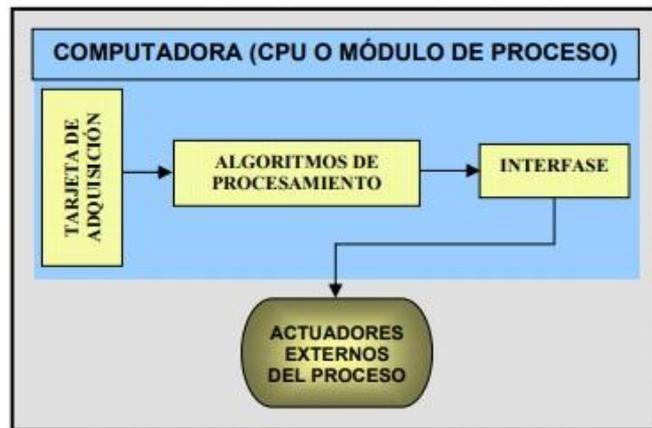 COMPUTADORA (CPU O MÓDULO DE PROCESO)
TARJETA DE
ADQUISICIÓN
ALGORITMOS DE
PROCESAMIENTO
INTERFASE
ACTUADORES
EXTERNOS
DEL PROCESO